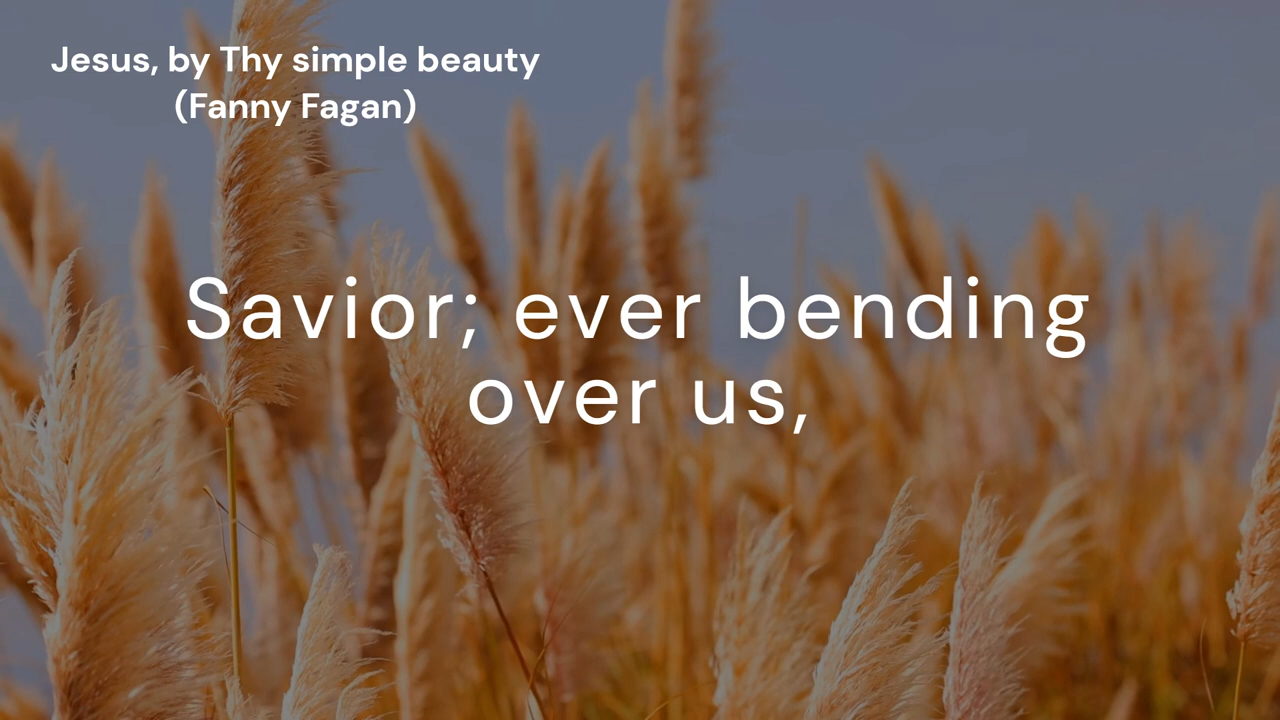 Jesus, by Thy simple beauty
(Fanny Fagan)
Savior; ever bending
over us,